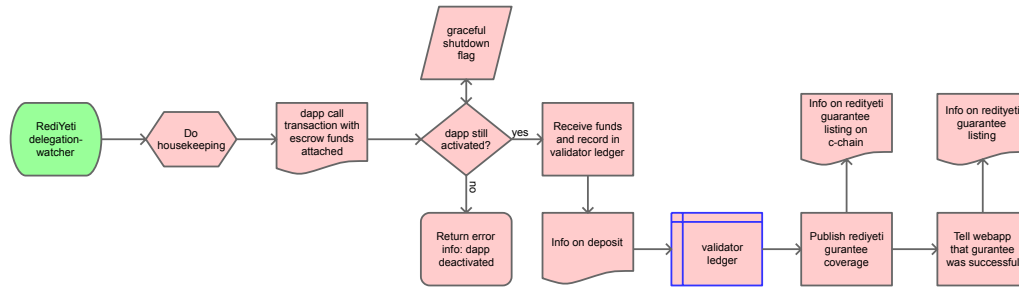 RediYeti
delegation-
watcher
Do
housekeeping
dapp call
transaction with
escrow funds
attached
graceful
shutdown
flag
dapp still
activated?
yes
no
Return error
info: dapp
deactivated
Receive funds
and record in
validator ledger
Info on deposit
validator
ledger
Publish rediyeti
gurantee
coverage
Info on redityeti
guarantee
listing on
c-chain
Tell webapp
that gurantee
was successful
Info on redityeti
guarantee
listing